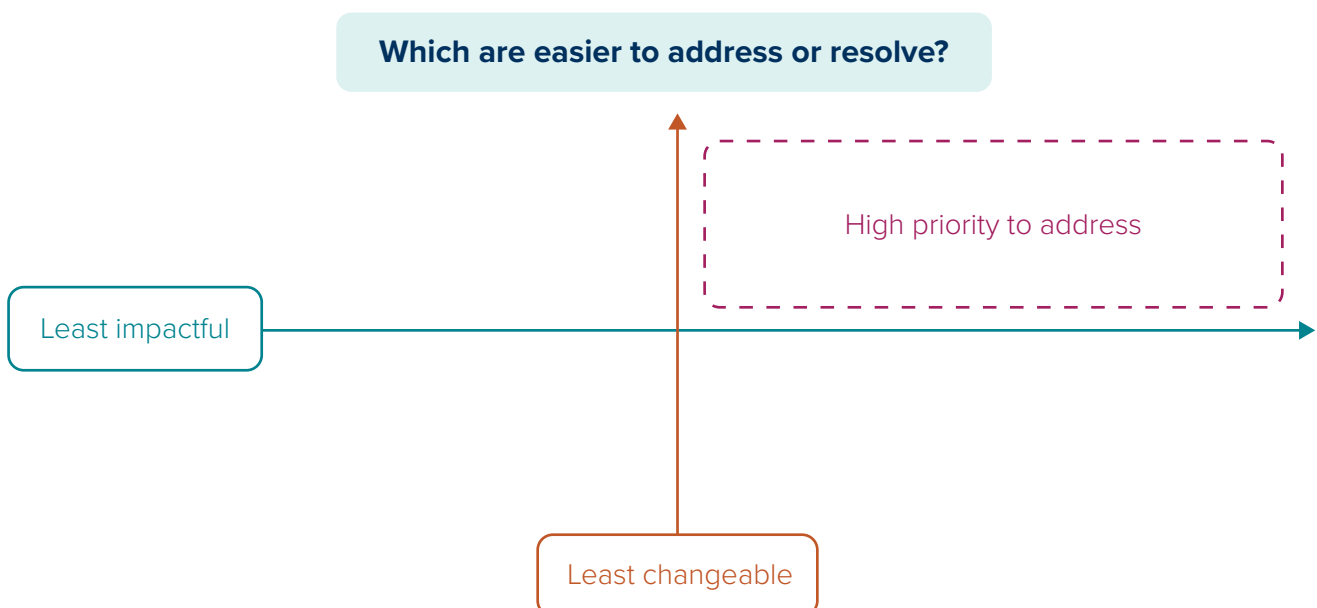 Which are easier to address or resolve?
High priority to address
Least impactful
Least changeable